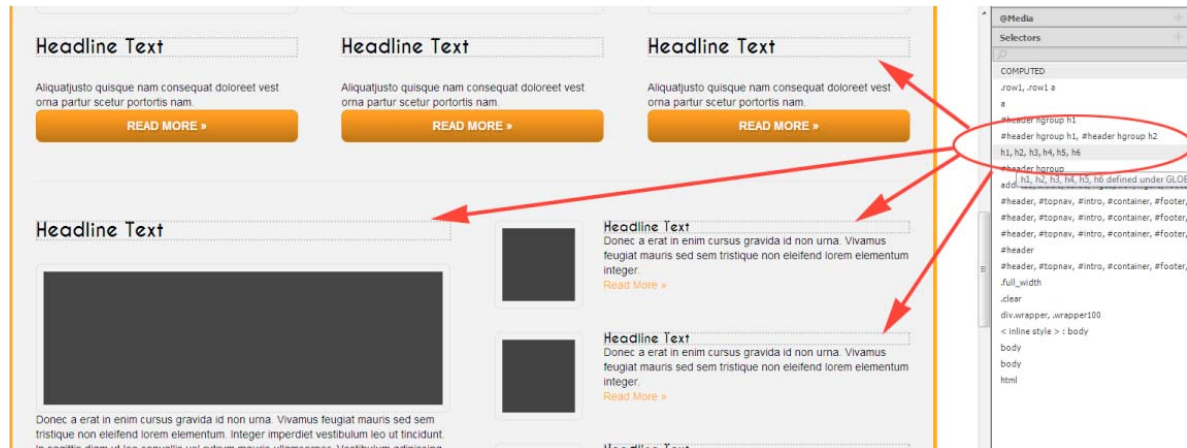 Headline Text
Headline Text
Headline Text
Aliquatjusto quisque nam consequat doloreet vest
orna partur scetur portortis nam.
Aliquatjusto quisque nam consequat doloreet vest
orna partur scetur portortis nam.
Aliquatjusto quisque nam consequat doloreet vest
orna partur scetur portortis nam.
READ MORE »
READ MORE »
READ MORE »
Headline Text
Headline Text
Donec a erat in enim cursus gravida id non urna. Vivamus
feugiat mauris sed sem tristique non eleifend lorem elementum
integer.
Read More »
Headline Text
Donec a erat in enim cursus gravida id non urna. Vivamus
feugiat mauris sed sem tristique non eleifend lorem elementum
integer.
Read More »
Donec a erat in enim cursus gravida id non urna. Vivamus feugiat mauris sed sem
tristique non eleifend lorem elementum. Integer imperdiet vestibulum leo ut tincidunt.
@Media
Selectors
COMPUTED
.row1, .row1 a
a
#header hgroup h1
#header hgroup h1, #header hgroup h2
h1, h2, h3, h4, h5, h6
#header hgroup
h1, h2, h3, h4, h5, h6 defined under GLOB
#header, #topnav, #intro, #container, #footer,
#header, #topnav, #intro, #container, #footer,
#header, #topnav, #intro, #container, #footer,
#header
#header, #topnav, #intro, #container, #footer,
.full_width
.clear
div.wrapper, .wrapper100
< inline style > : body
body
body
html